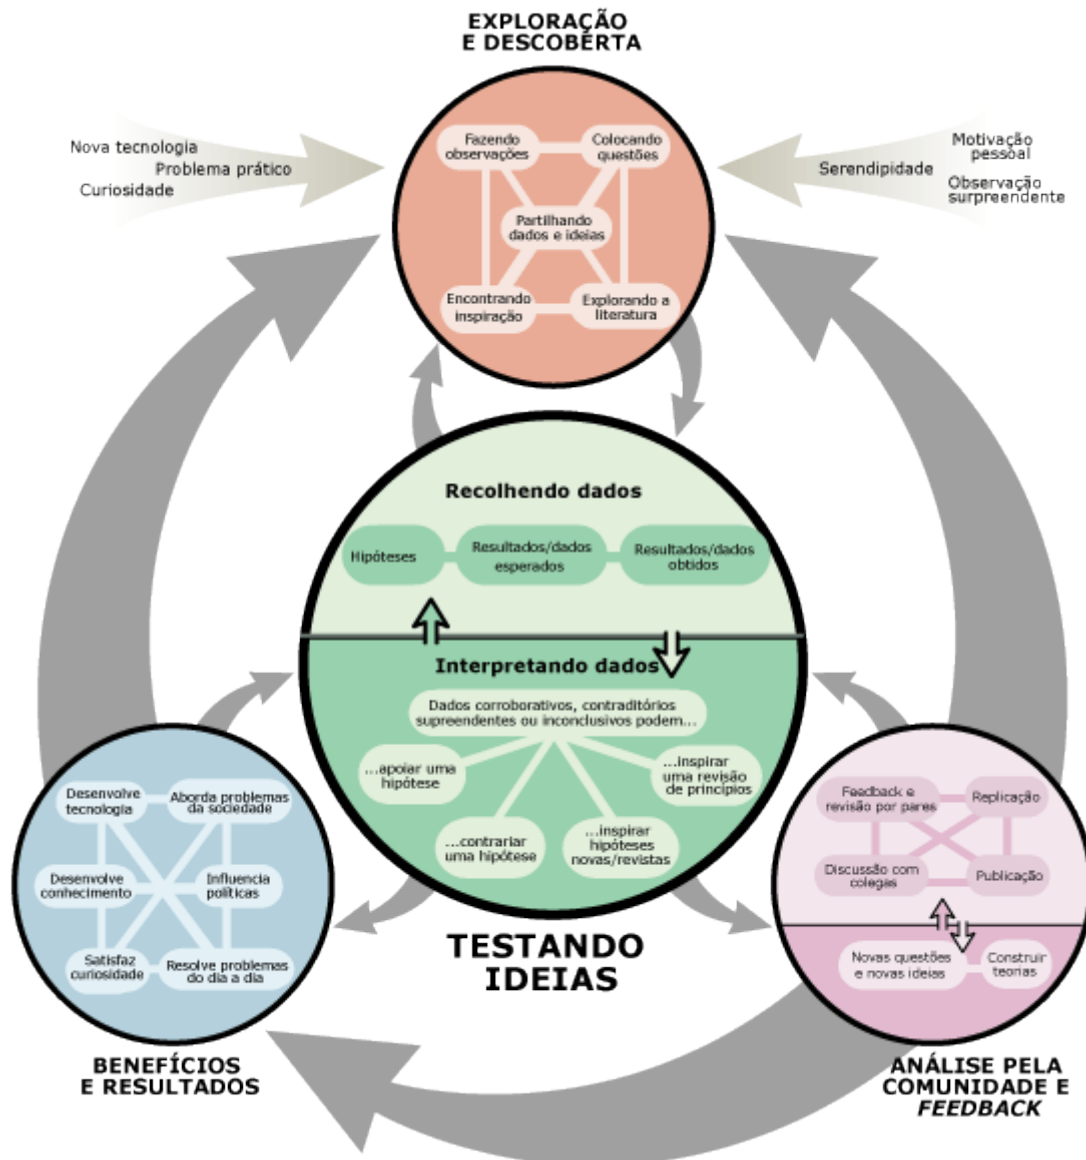 EXPLORAÇÃO
E DESCOBERTA
Nova tecnologia
Problema prático
Curiosidade
Motivação
pessoal
Serendipidade
Observação
surpreendente
Fazendo
observações
Colocando
questões
Partilhando
dados e ideias
Encontrando
inspiração
Explorando a
literatura
Recolhendo dados
Hipóteses
Resultados/dados
esperados
Resultados/dados
obtidos
Interpretando dados
Dados corroborativos, contraditórios
supreendentes ou inconclusivos podem...
...apoiar uma
hipótese
...inspirar
uma revisão
de princípios
...contrariar
uma hipótese
...inspirar
hipóteses
novas/revistas
TESTANDO
IDEIAS
Desenvolve
tecnologia
Aborda problemas
da sociedade
Desenvolve
conhecimento
Influencia
políticas
Satisfaz
curiosidade
Resolve problemas
do dia a dia
BENEFÍCIOS
E RESULTADOS
Feedback e
revisão por pares
Replicação
Discussão com
colegas
Publicação
Novas questões
e novas ideias
Construir
teorias
ANÁLISE PELA
COMUNIDADE E
FEEDBACK